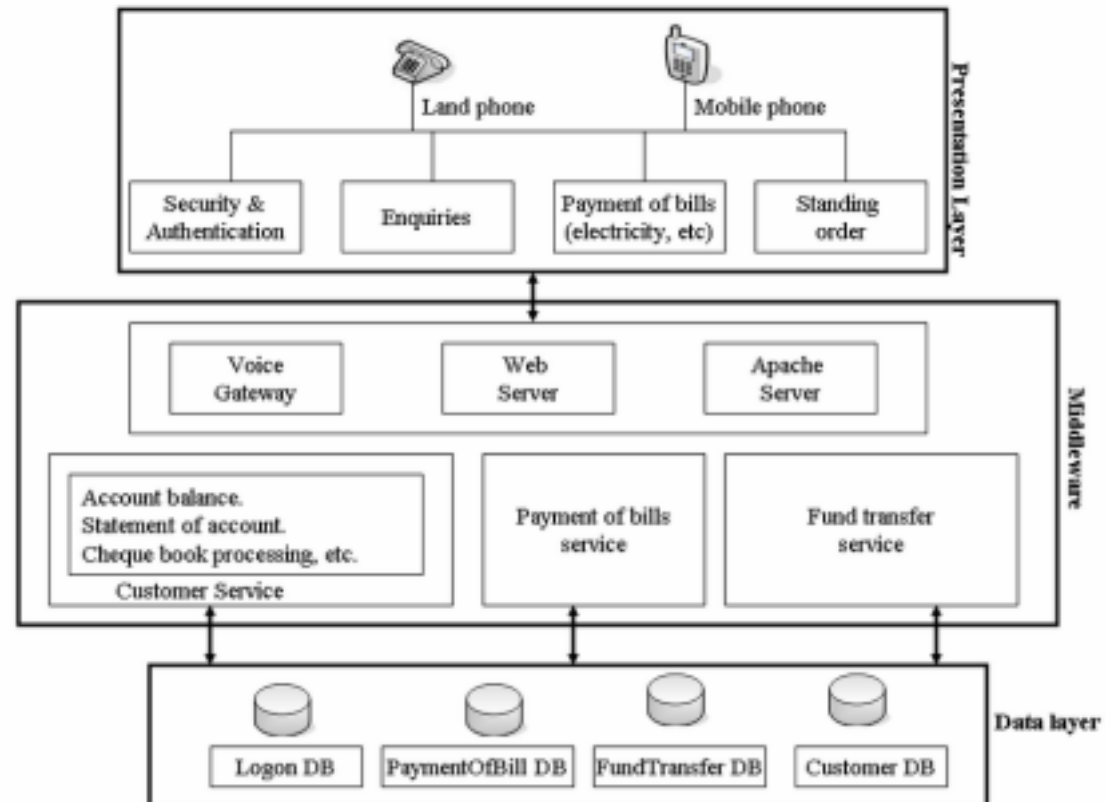 Land phone
Mobile phone
Presentation Layer
Security &
Authentication
Enquiries
Payment of bills
(electricity, etc)
Standing
order
Voice
Gateway
Web
Server
Apache
Server
Middleware
Account balance.
Statement of account.
Cheque book processing, etc.
Customer Service
Payment of bills
service
Fund transfer
service
Data layer
Logon DB
PaymentOfBill DB
FundTransfer DB
Customer DB